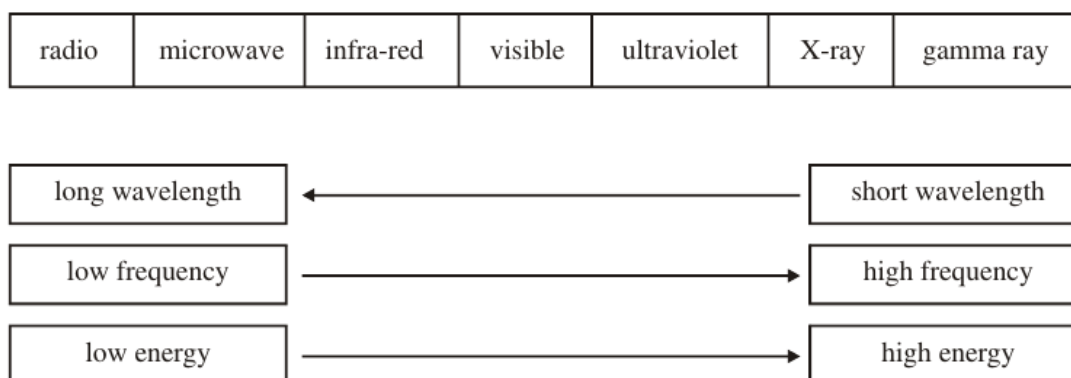 radio microwave infra-red visible ultraviolet X-ray gamma ray
long wavelength short wavelength
low frequency high frequency
low energy high energy